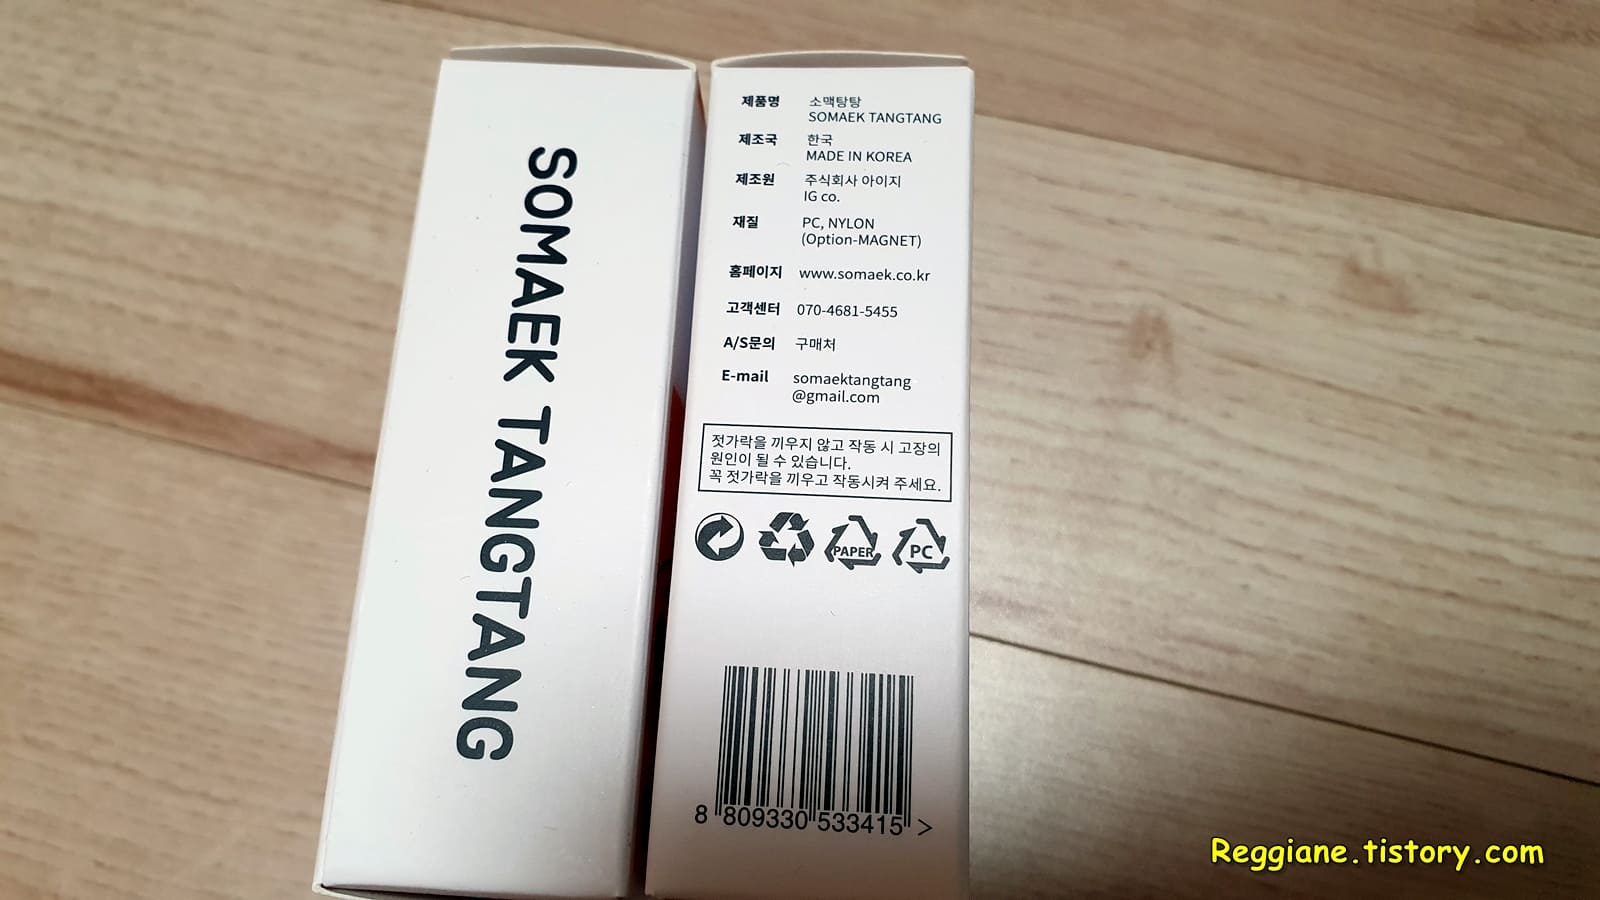 SOMAEK TANGTANG
제품명 소맥탕탕
SOMAEK TANGTANG
제조국 한국
MADE IN KOREA
제조원 주식회사 아이지
IG co.
재질 PC, NYLON
(Option-MAGNET)
홈페이지 www.somaek.co.kr
고객센터 070-4681-5455
A/S문의 구매처
E-mail somaektangtang
@gmail.com
젓가락을 끼우지 않고 작동 시 고장의
원인이 될 수 있습니다.
꼭 젓가락을 끼우고 작동시켜 주세요.
PAPER PC
8 809330 533415 >
Reggiane.tistory.com